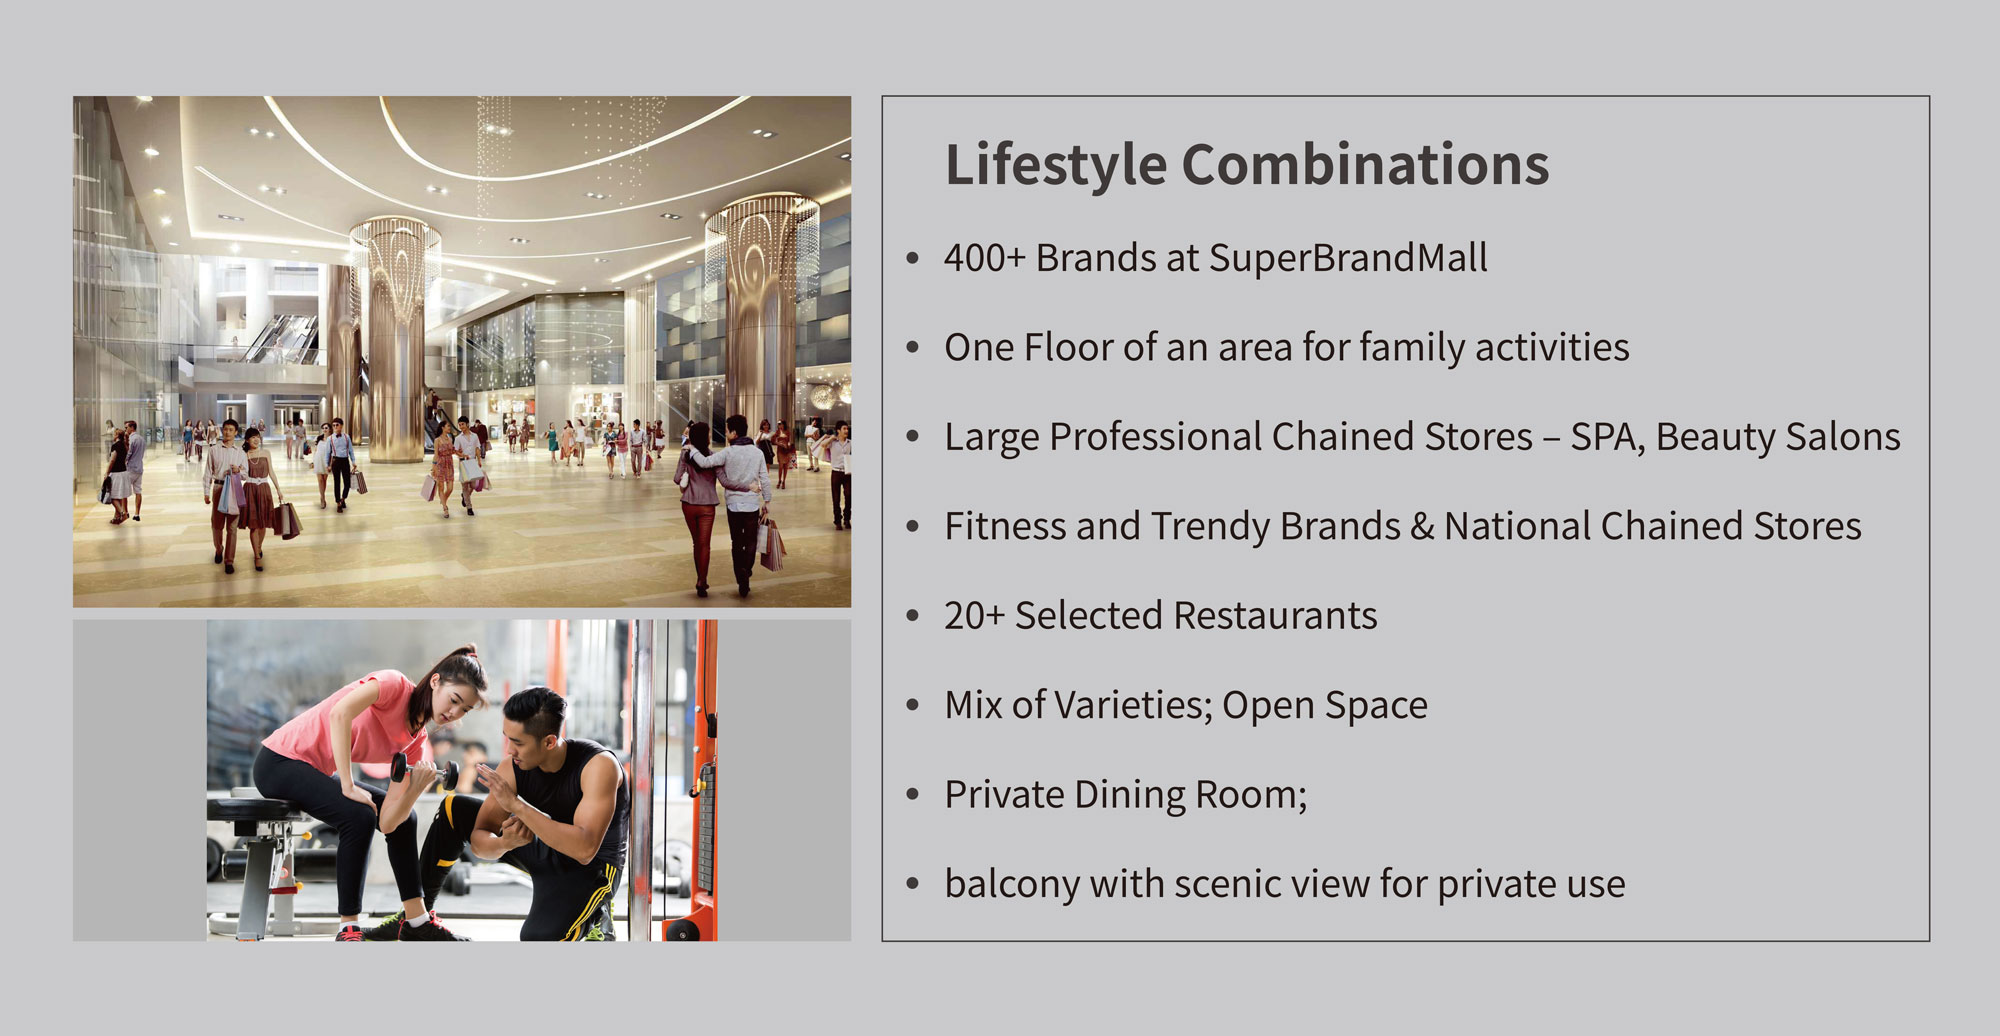 Lifestyle Combinations
• 400+ Brands at SuperBrandMall
• One Floor of an area for family activities
• Large Professional Chained Stores – SPA, Beauty Salons
• Fitness and Trendy Brands & National Chained Stores
• 20+ Selected Restaurants
• Mix of Varieties; Open Space
• Private Dining Room;
• balcony with scenic view for private use